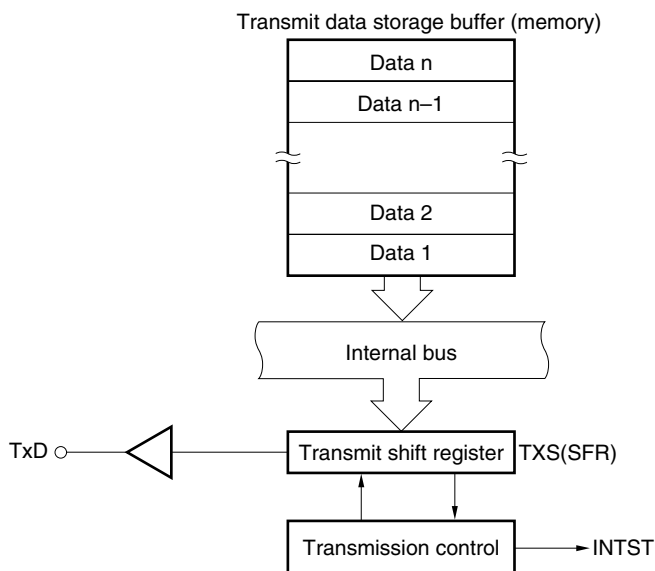 Transmit data storage buffer (memory)
Data n
Data n–1
Data 2
Data 1
Internal bus
TxD
Transmit shift register
TXS(SFR)
Transmission control
INTST